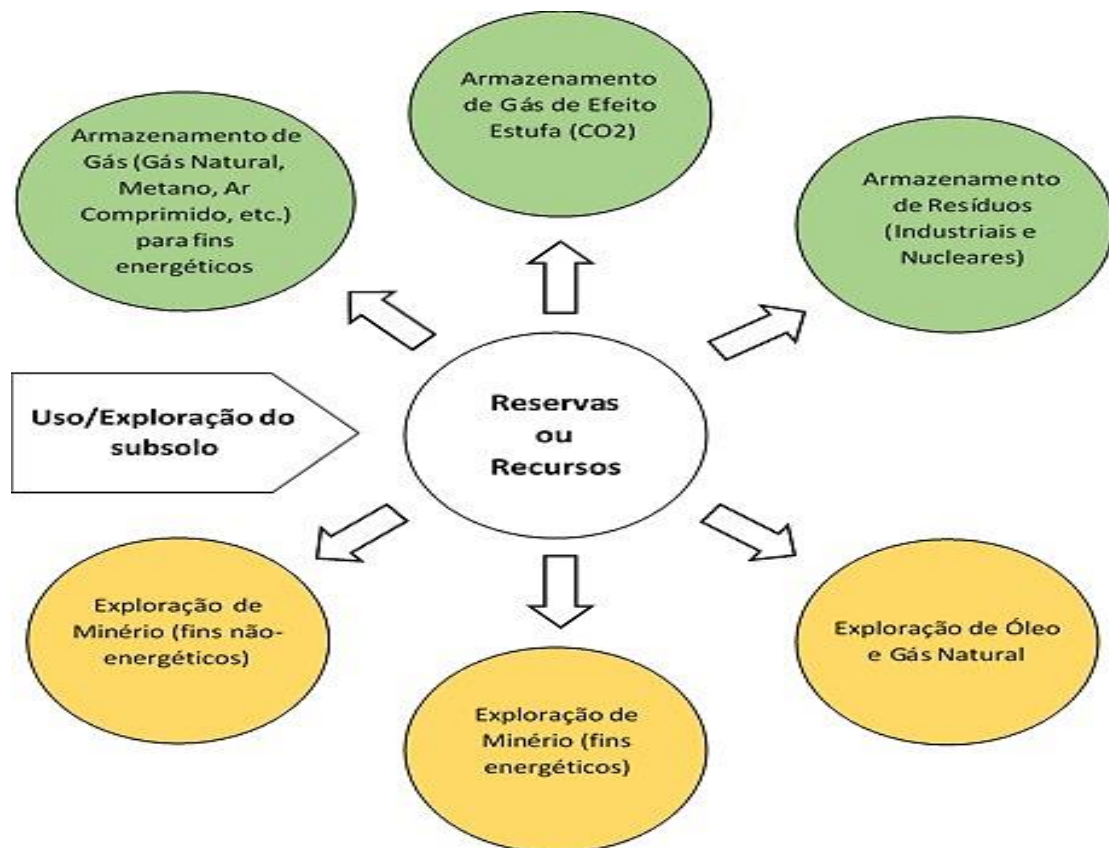 Armazenamento
de Gás de Efeito
Estufa (CO2)
Armazenamento de
Gás (Gás Natural,
Metano, Ar
Comprimido, etc.)
para fins
energéticos
Armazenamento
de Resíduos
(Industriais e
Nucleares)
Uso/Exploração do
subsolo
Reservas
ou
Recursos
Exploração de
Minério (fins não-
energéticos)
Exploração de
Minério (fins
energéticos)
Exploração de Óleo
e Gás Natural